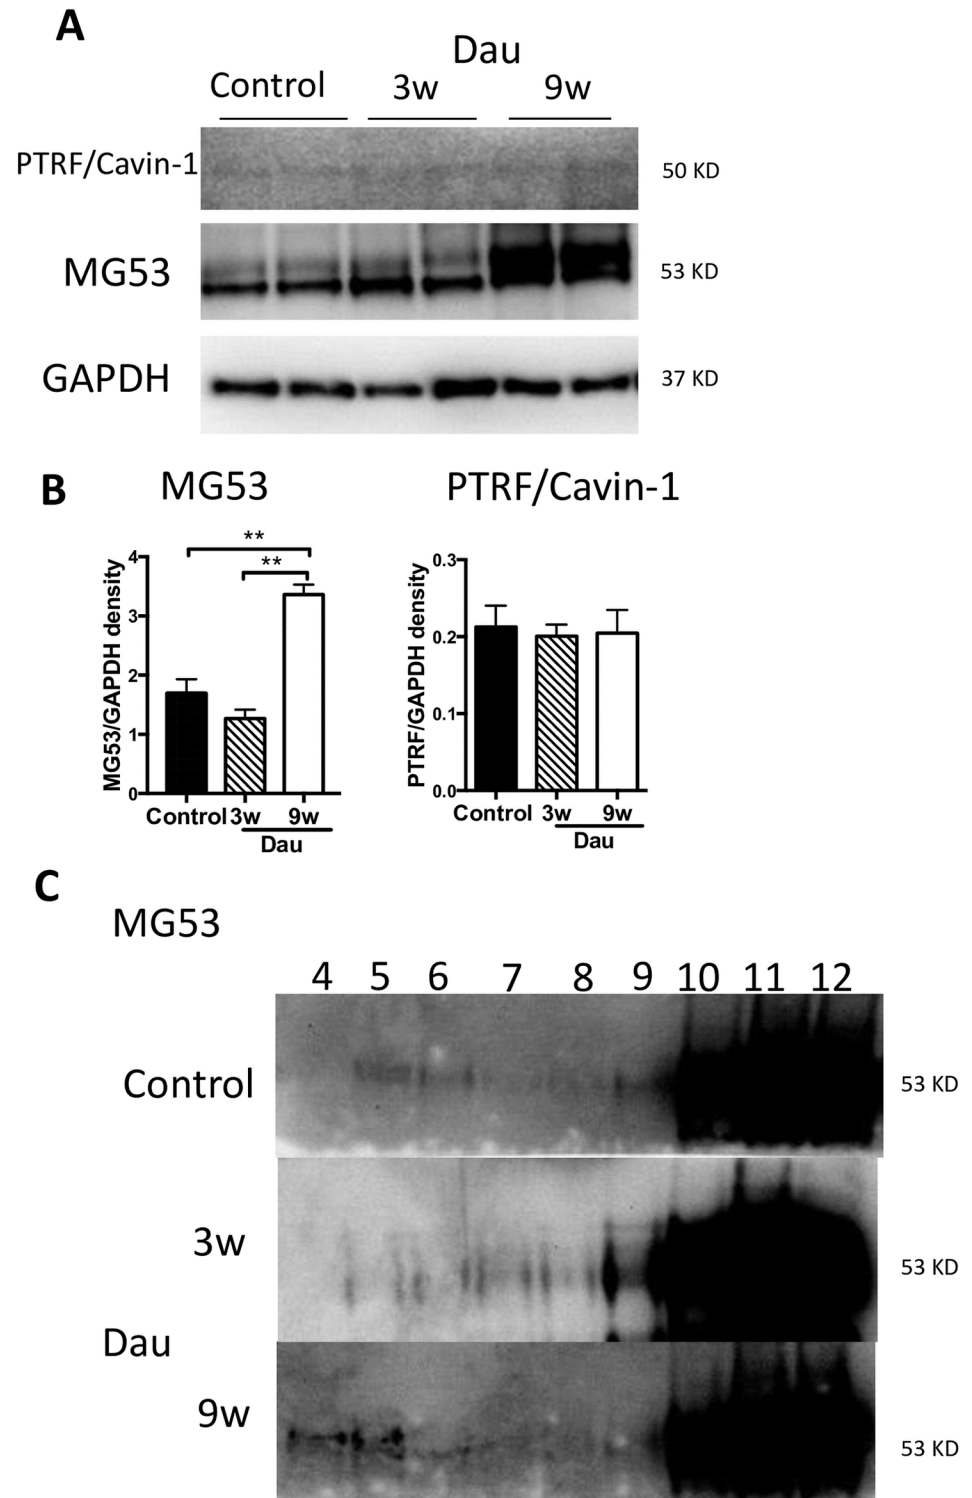 A
Dau
Control 3w 9w
PTRF/Cavin-1 50 KD
MG53 53 KD
GAPDH 37 KD
B MG53 PTRF/Cavin-1
** 
**
MG53/GAPDH density
4
3
2
1
0
Control 3w 9w
Dau
PTRF/GAPDH density
0.3
0.2
0.1
0.0
Control 3w 9w
Dau
C
MG53
4 5 6 7 8 9 10 11 12
Control 53 KD
3w 53 KD
Dau
9w 53 KD